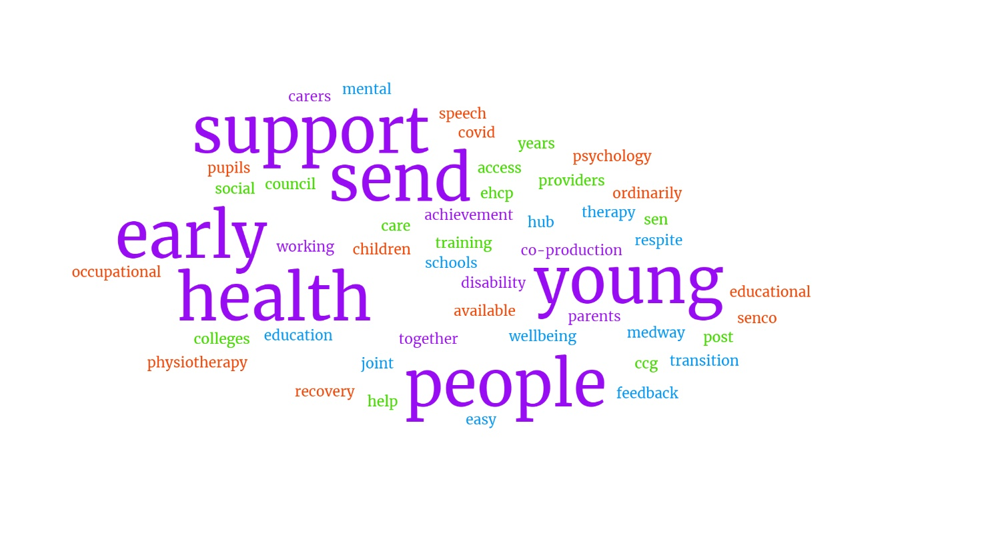 mental
carers
support
speech
covid
years
psychology
pupils
send
access
social
council
providers
ehcp
ordinarily
achievement
therapy
early
care
hub
sen
working
children
training
co-production
respite
schools
occupational
health
disability
young
educational
available
parents
senco
colleges
education
together
wellbeing
medway
post
physiotherapy
joint
ccg
transition
recovery
help
people
feedback
easy